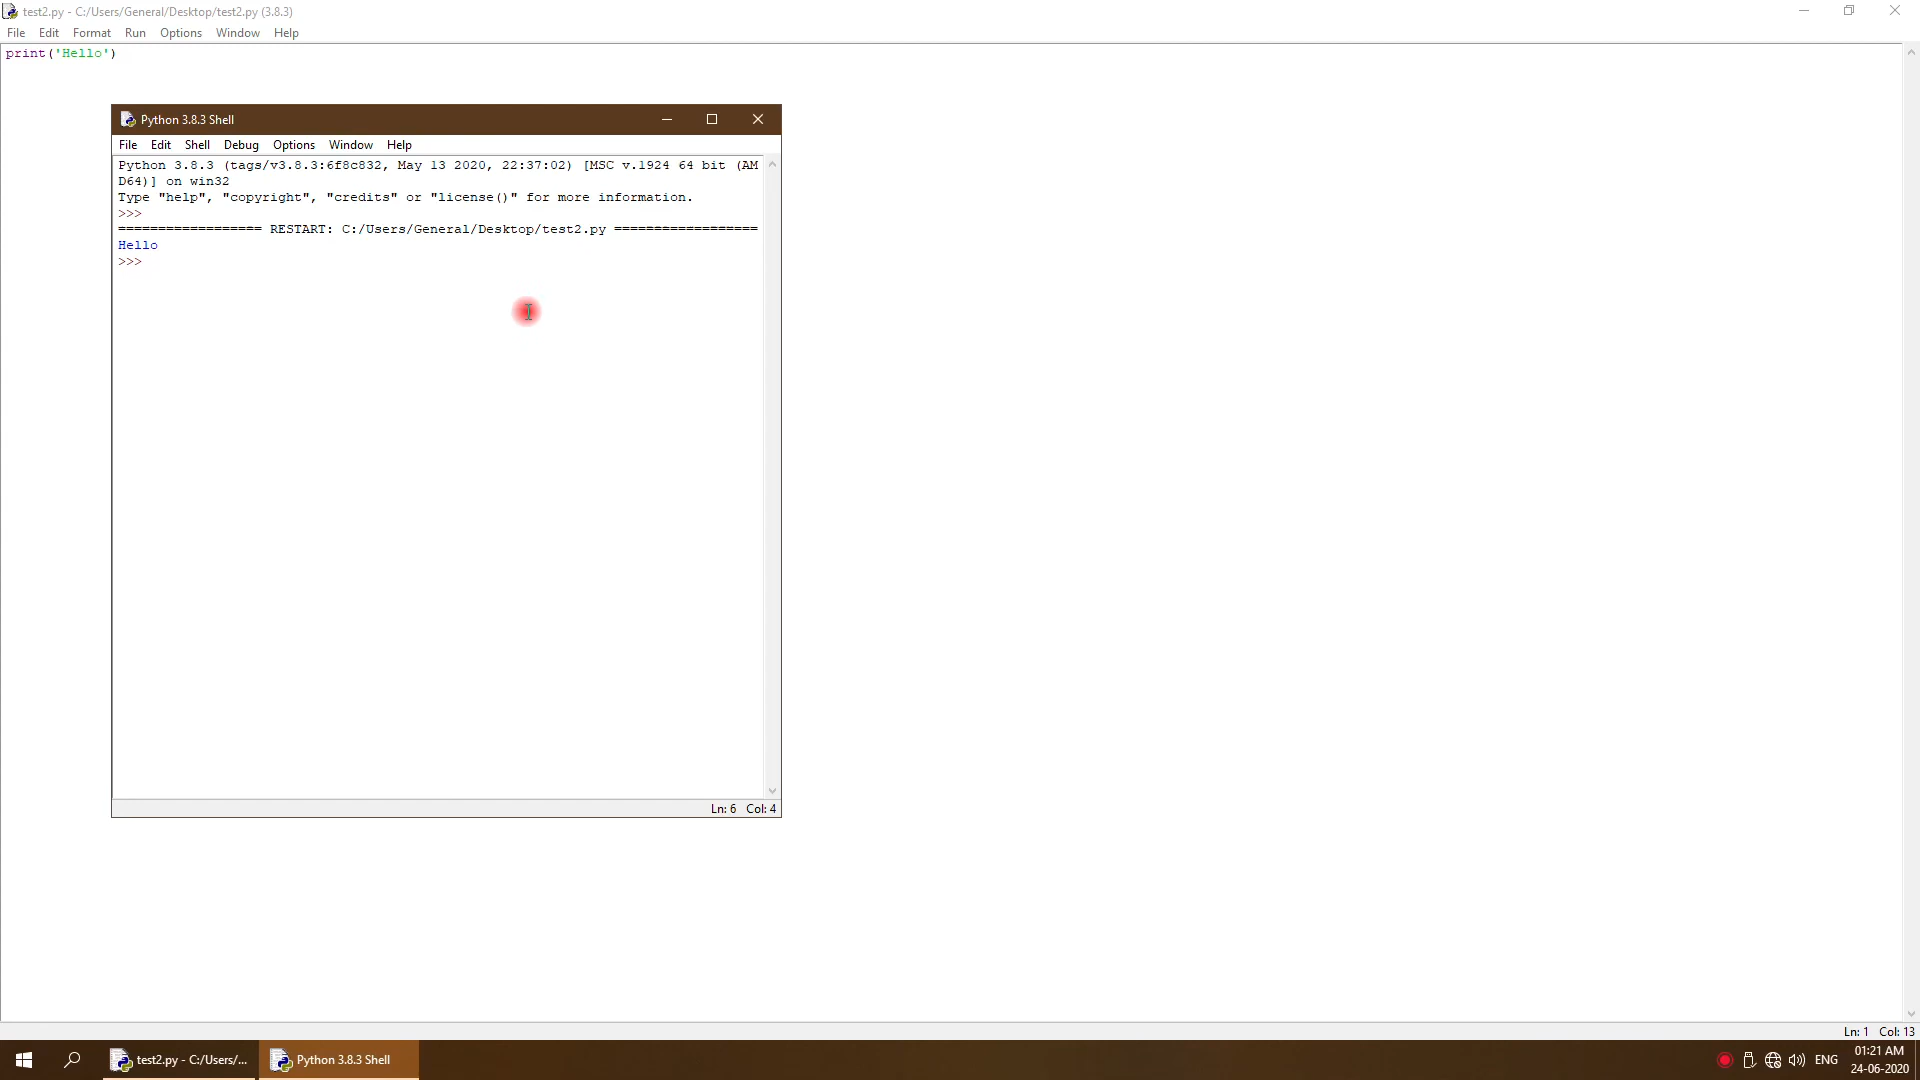 test2.py - C:/Users/General/Desktop/test2.py (3.8.3)
File Edit Format Run Options Window Help
print('Hello')
Python 3.8.3 Shell
File Edit Shell Debug Options Window Help
Python 3.8.3 (tags/v3.8.3:6f8c832, May 13 2020, 22:37:02) [MSC v.1924 64 bit (AM
D64)] on win32
Type "help", "copyright", "credits" or "license()" for more information.
>>>
================== RESTART: C:/Users/General/Desktop/test2.py ==================
Hello
>>>
Ln: 6 Col: 4
Ln: 1 Col: 13
test2.py - C:/Users/...
Python 3.8.3 Shell
ENG
01:21 AM
24-06-2020